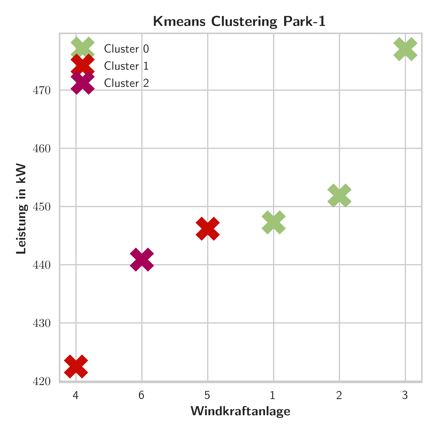 Kmeans Clustering Park-1
Cluster 0
Cluster 1
Cluster 2
Leistung in kW
470
460
450
440
430
420
4 6 5 1 2 3
Windkraftanlage